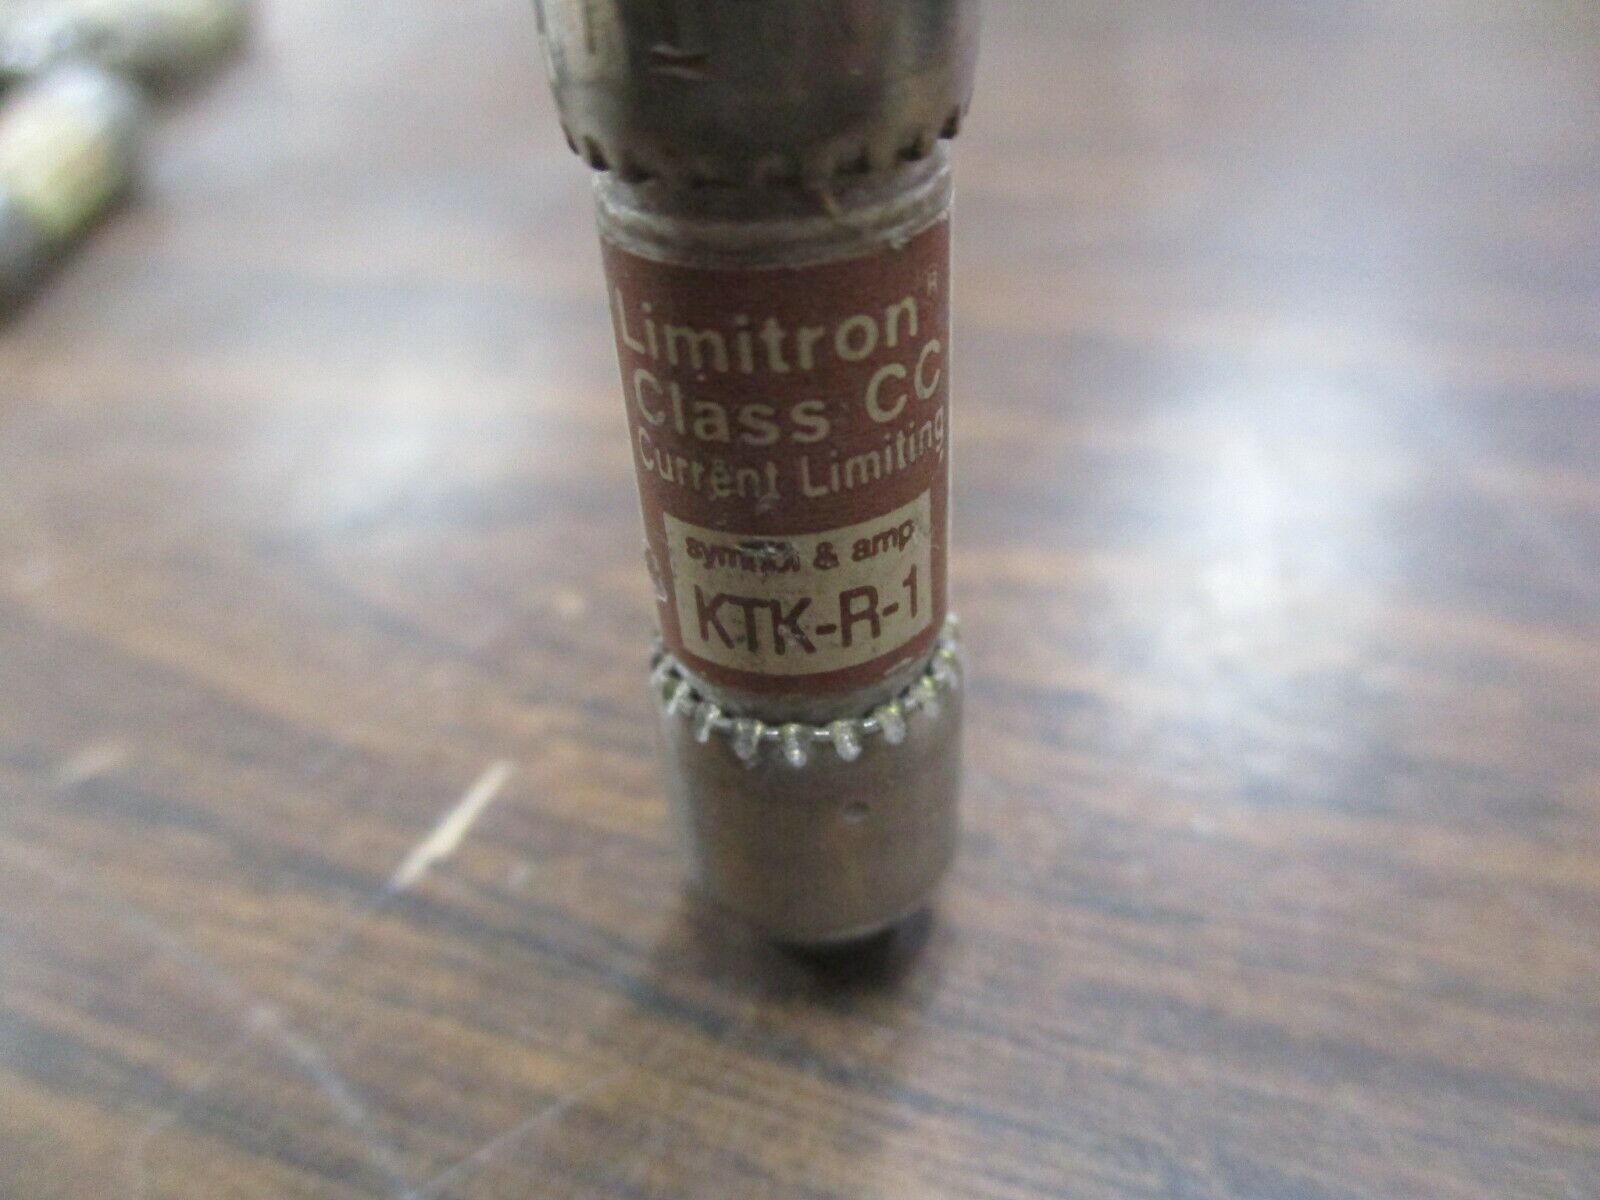 Limitron®
Class CC
Current Limiting
symbol & amp
KTK-R-1